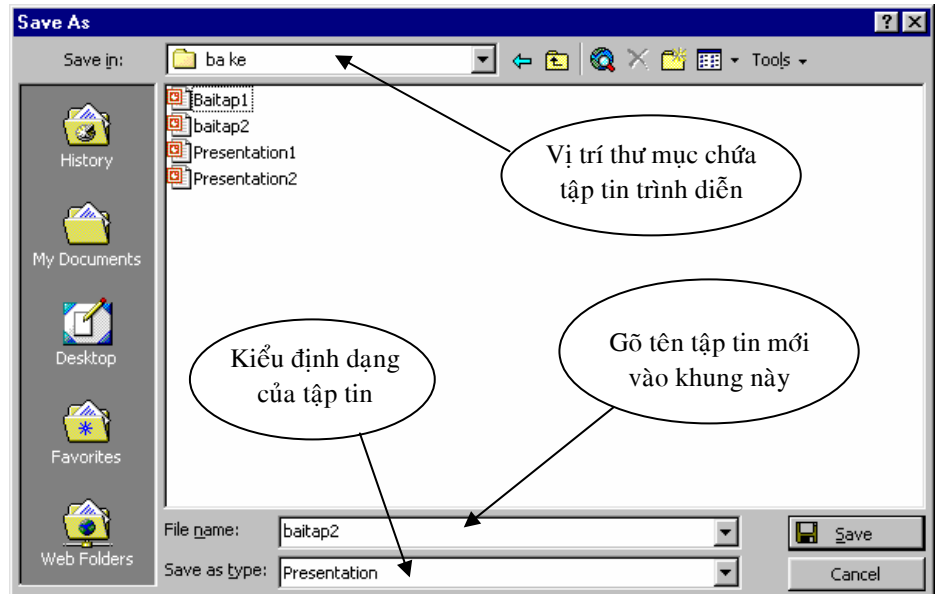 Save As
Save in:
ba ke
Tools
Baitap1
baitap2
Presentation1
Presentation2
History
My Documents
Desktop
Favorites
Web Folders
Vị trí thư mục chứa
tập tin trình diễn
Kiểu định dạng
của tập tin
Gõ tên tập tin mới
vào khung này
File name:
baitap2
Save
Save as type:
Presentation
Cancel